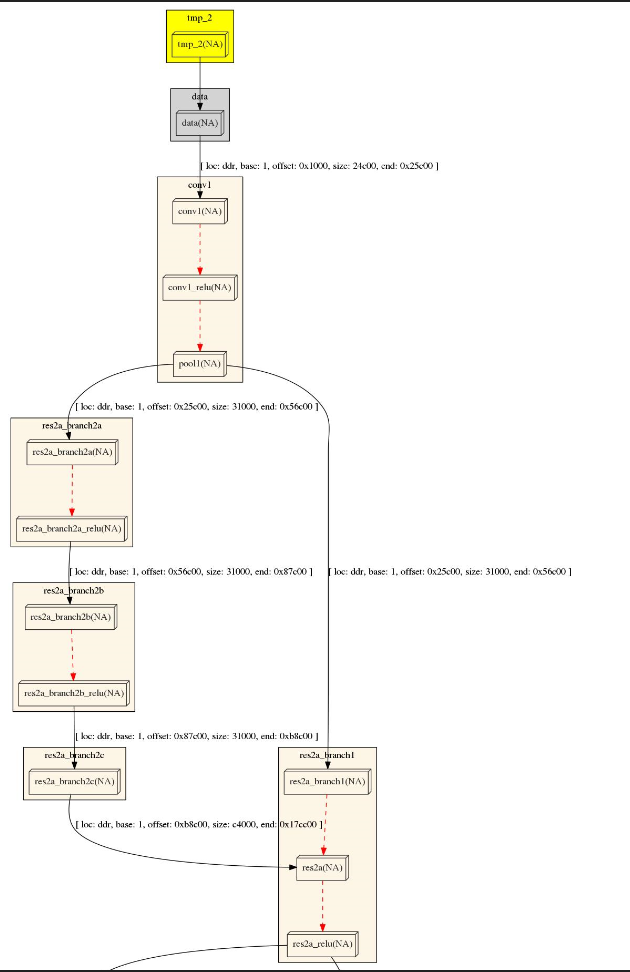 tmp_2
tmp_2(NA)
data
data(NA)
[ loc: ddr, base: 1, offset: 0x1000, size: 24c00, end: 0x25c00 ]
conv1
conv1(NA)
conv1_relu(NA)
pool1(NA)
[ loc: ddr, base: 1, offset: 0x25c00, size: 31000, end: 0x56c00 ]
res2a_branch2a
res2a_branch2a(NA)
res2a_branch2a_relu(NA)
[ loc: ddr, base: 1, offset: 0x56c00, size: 31000, end: 0x87c00 ]
[ loc: ddr, base: 1, offset: 0x25c00, size: 31000, end: 0x56c00 ]
res2a_branch2b
res2a_branch2b(NA)
res2a_branch2b_relu(NA)
[ loc: ddr, base: 1, offset: 0x87c00, size: 31000, end: 0xb8c00 ]
res2a_branch2c
res2a_branch1
res2a_branch2c(NA)
res2a_branch1(NA)
[ loc: ddr, base: 1, offset: 0xb8c00, size: c4000, end: 0x17cc00 ]
res2a(NA)
res2a_relu(NA)